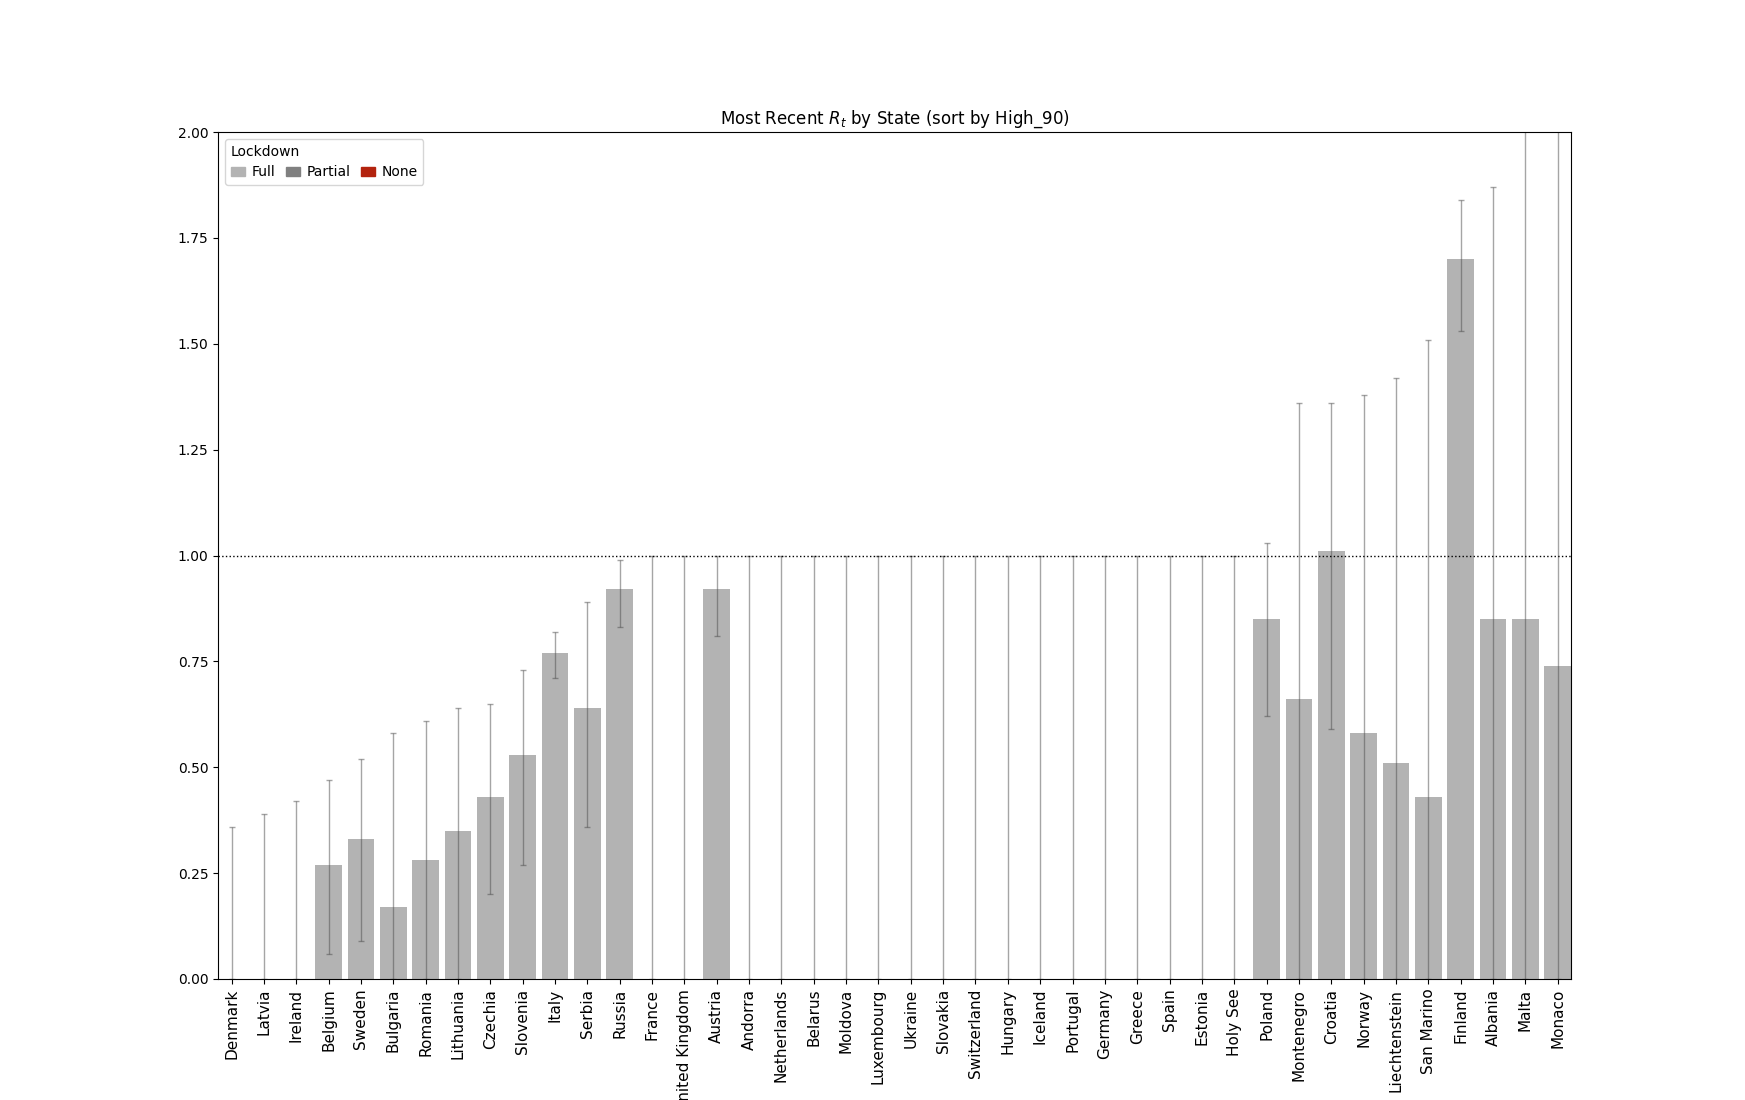 Most Recent Rt by State (sort by High_90)
Lockdown
Full Partial None
2.00
1.75
1.50
1.25
1.00
0.75
0.50
0.25
0.00
Denmark
Latvia
Ireland
Belgium
Sweden
Bulgaria
Romania
Lithuania
Czechia
Slovenia
Italy
Serbia
Russia
France
nited Kingdom
Austria
Andorra
Netherlands
Belarus
Moldova
Luxembourg
Ukraine
Slovakia
Switzerland
Hungary
Iceland
Portugal
Germany
Greece
Spain
Estonia
Holy See
Poland
Montenegro
Croatia
Norway
Liechtenstein
San Marino
Finland
Albania
Malta
Monaco